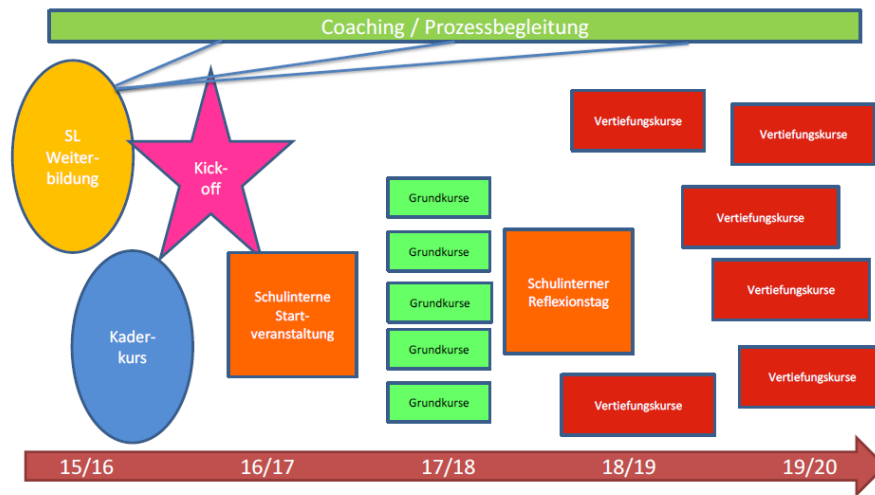 Coaching / Prozessbegleitung
SL
Weiter-
bildung
Kick-
off
Kader-
kurs
Schulinterne
Start-
veranstaltung
Grundkurse
Grundkurse
Grundkurse
Grundkurse
Grundkurse
Schulinterner
Reflexionstag
Vertiefungskurse
Vertiefungskurse
Vertiefungskurse
Vertiefungskurse
Vertiefungskurse
Vertiefungskurse
15/16
16/17
17/18
18/19
19/20